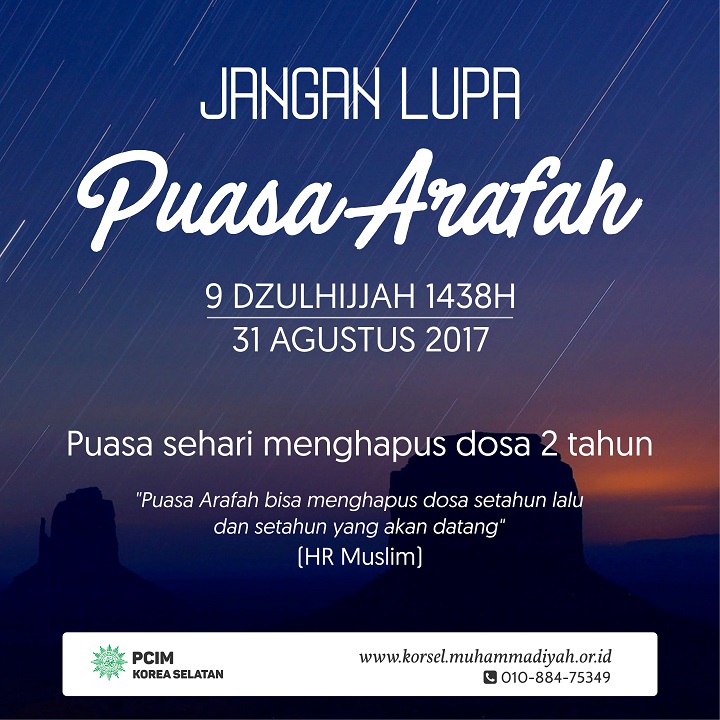 JANGAN LUPA
Puasa Arafah
9 DZULHIJJAH 1438H
31 AGUSTUS 2017
Puasa sehari menghapus dosa 2 tahun
"Puasa Arafah bisa menghapus dosa setahun lalu
dan setahun yang akan datang"
(HR Muslim)
PCIM
KOREA SELATAN
www.korsel.muhammadiyah.or.id
010-884-75349